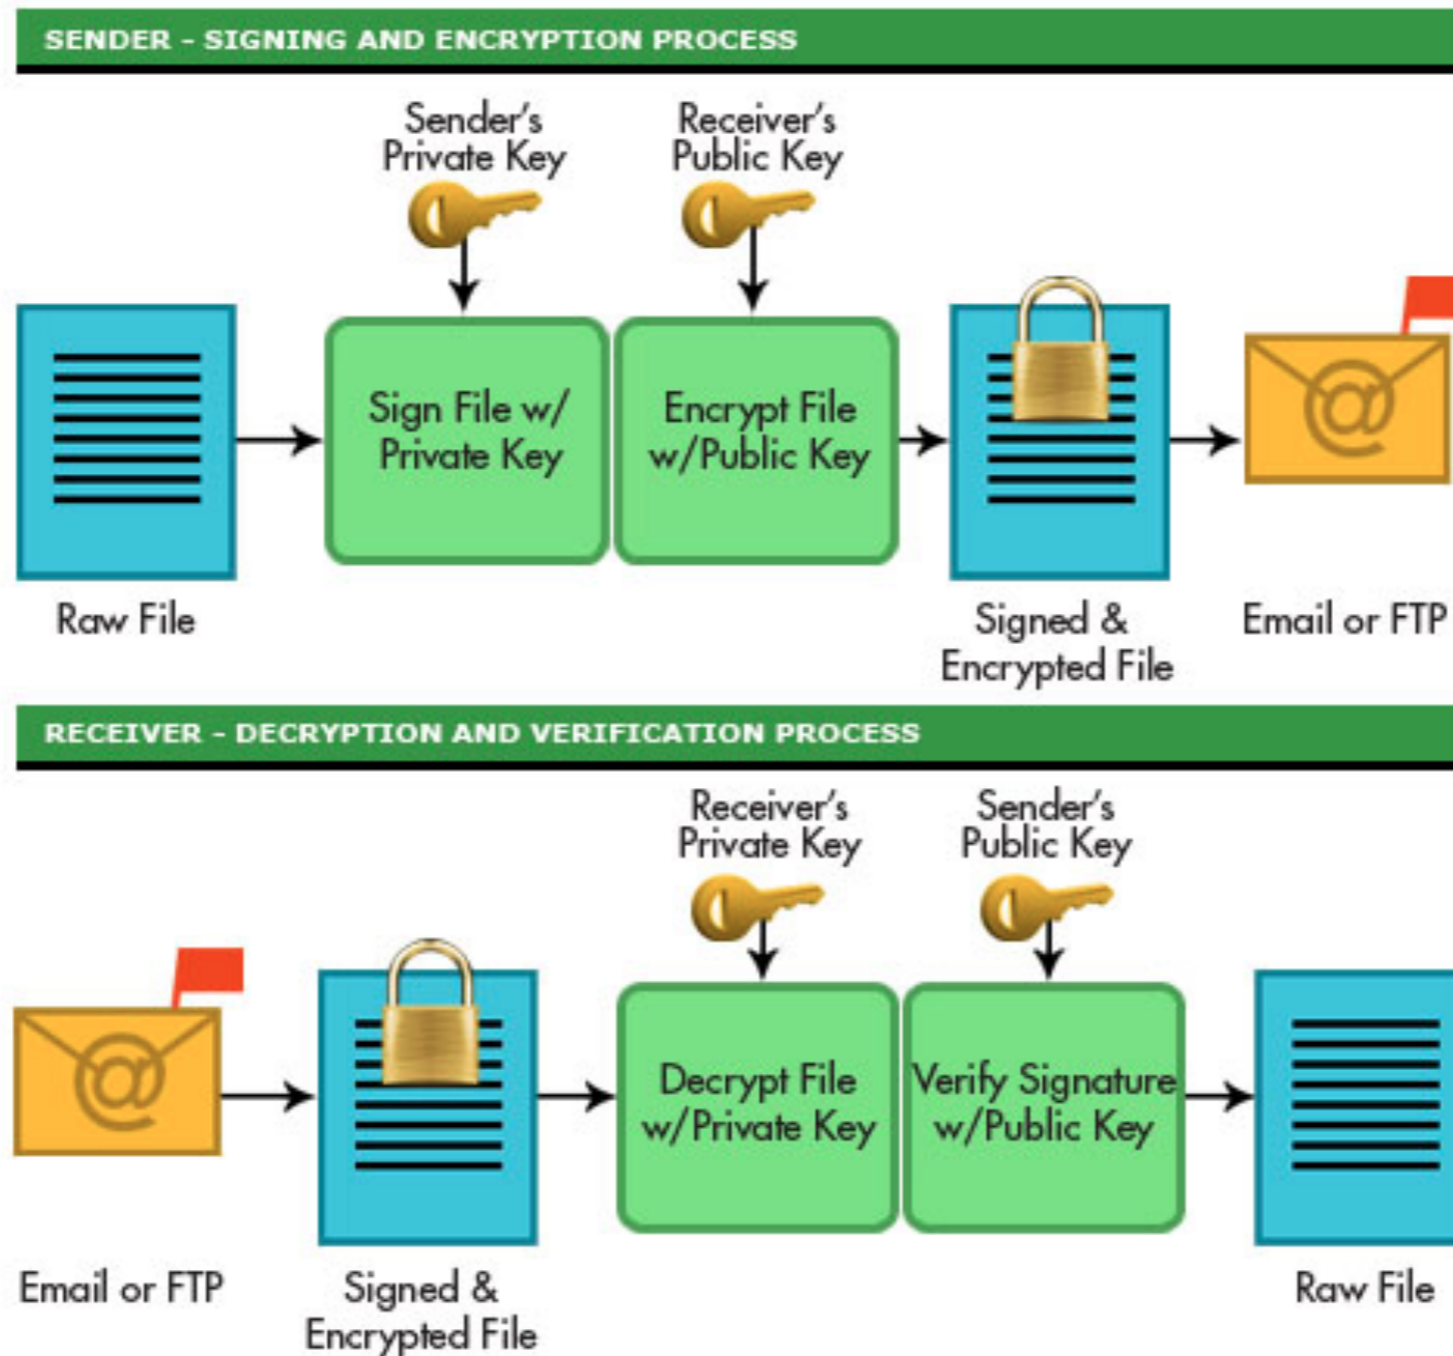 SENDER - SIGNING AND ENCRYPTION PROCESS
Sender's
Private Key
Receiver's
Public Key
Sign File w/
Private Key
Encrypt File
w/Public Key
@
Raw File
Signed &
Encrypted File
Email or FTP
RECEIVER - DECRYPTION AND VERIFICATION PROCESS
Receiver's
Private Key
Sender's
Public Key
@
Decrypt File
w/Private Key
Verify Signature
w/Public Key
Email or FTP
Signed &
Encrypted File
Raw File